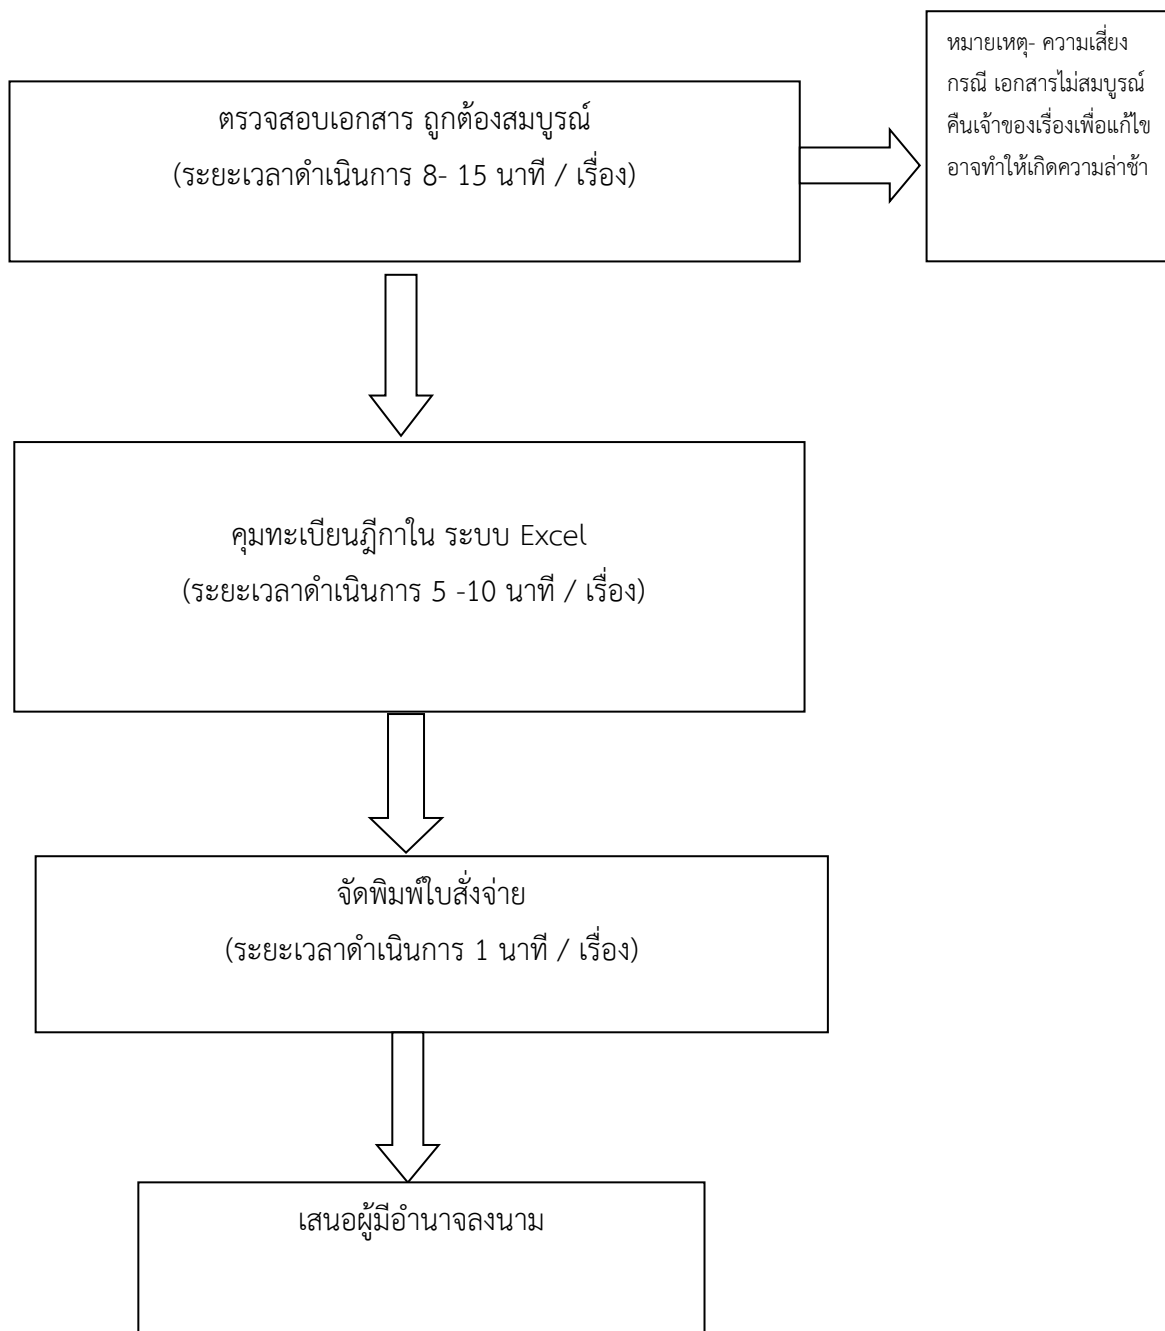 หมายเหตุ- ความเสี่ยง
กรณี เอกสารไม่สมบูรณ์
คืนเจ้าของเรื่องเพื่อแก้ไข
อาจทำให้เกิดความล่าช้า
ตรวจสอบเอกสาร ถูกต้องสมบูรณ์
(ระยะเวลาดำเนินการ 8- 15 นาที / เรื่อง)
คุมทะเบียนฎีกาใน ระบบ Excel
(ระยะเวลาดำเนินการ 5 -10 นาที / เรื่อง)
จัดพิมพ์ใบสั่งจ่าย
(ระยะเวลาดำเนินการ 1 นาที / เรื่อง)
เสนอผู้มีอำนาจลงนาม